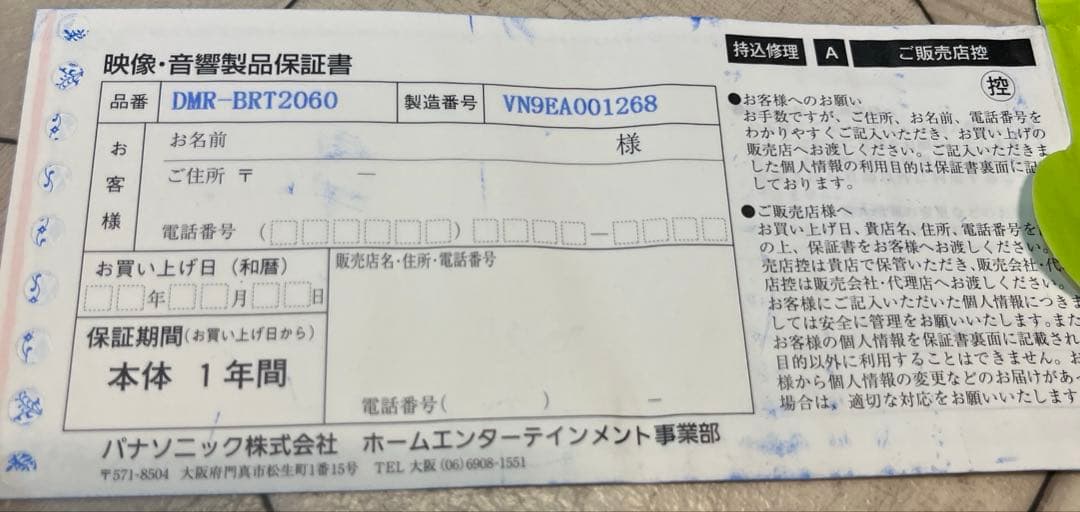 映像・音響製品保証書
品番 DMR-BRT2060 製造番号 VN9EA001268
お客様
お名前 様
ご住所 〒 ―
電話番号 ( ) ―
お買い上げ日（和暦）
年 月 日
保証期間(お買い上げ日から)
本体 1年間
販売店名・住所・電話番号
電話番号( ) ―
パナソニック株式会社 ホームエンターテインメント事業部
〒571-8504 大阪府門真市松生町1番15号 TEL 大阪(06)6908-1551
持込修理 A ご販売店控
控
●お客様へのお願い
お手数ですが、ご住所、お名前、電話番号を
わかりやすくご記入いただき、お買い上げの
販売店へお渡しください。ご記入いただきま
した個人情報の利用目的は保証書裏面に記
しております。
●ご販売店様へ
お買い上げ日、貴店名、住所、電話番号を
の上、保証書をお客様へお渡しください。
売店控は貴店で保管いただき、販売会社・代
店控は販売会社・代理店へお渡しください。
お客様にご記入いただいた個人情報につきま
しては安全に管理をお願いいたします。また
お客様の個人情報を保証書裏面に記載され
目的以外に利用することはできません。お
様から個人情報の変更などのお届けがあっ
場合は、適切な対応をお願いいたします